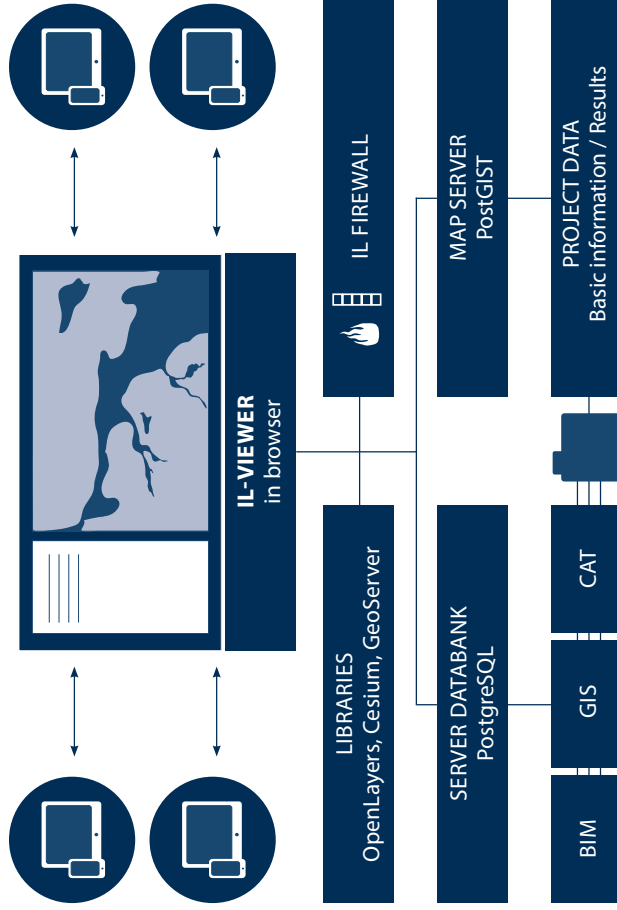 IL-VIEWER
in browser
LIBRARIES
OpenLayers, Cesium, GeoServer
IL FIREWALL
SERVER DATABANK
PostgreSQL
MAP SERVER
PostGIST
BIM
GIS
CAT
PROJECT DATA
Basic information / Results